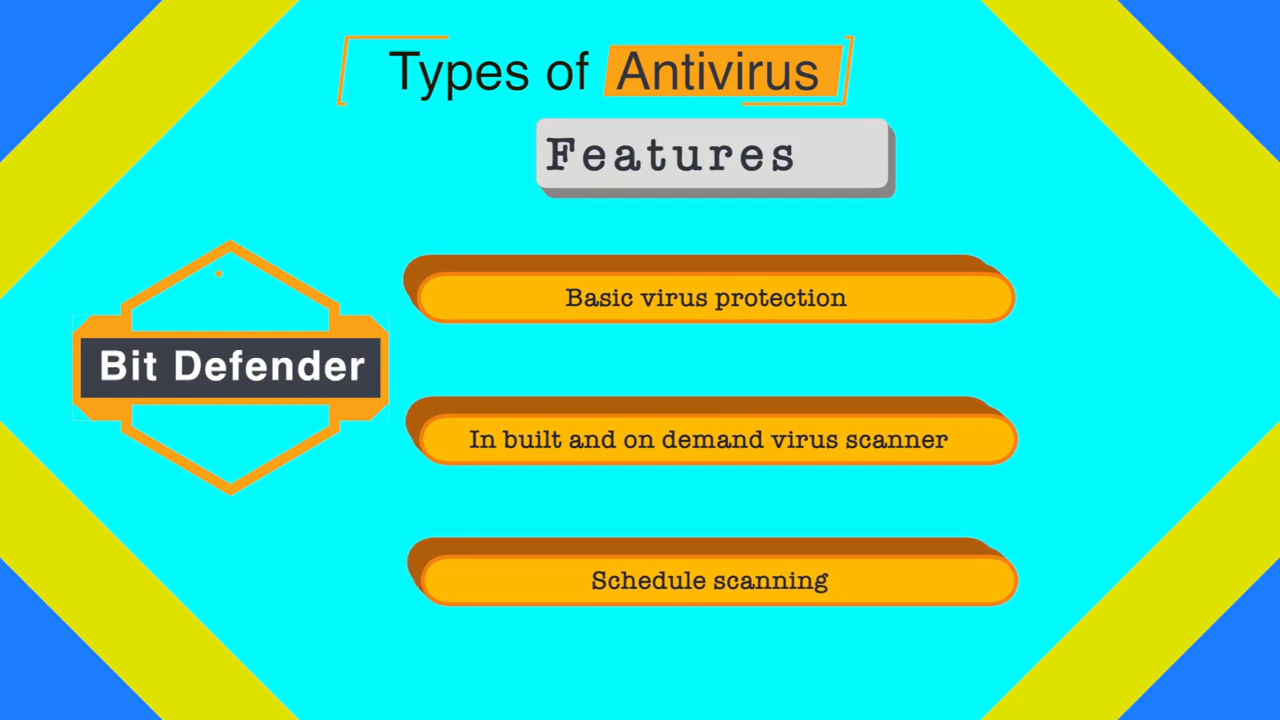 Types of Antivirus
Features
Bit Defender
Basic virus protection
In built and on demand virus scanner
Schedule scanning